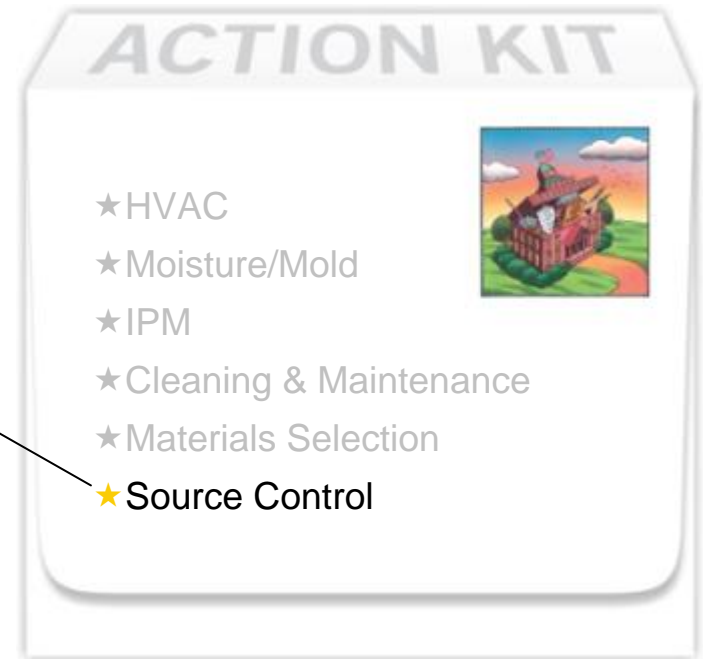 ACTION KIT
★HVAC
★Moisture/Mold
★IPM
★Cleaning & Maintenance
★Materials Selection
★Source Control